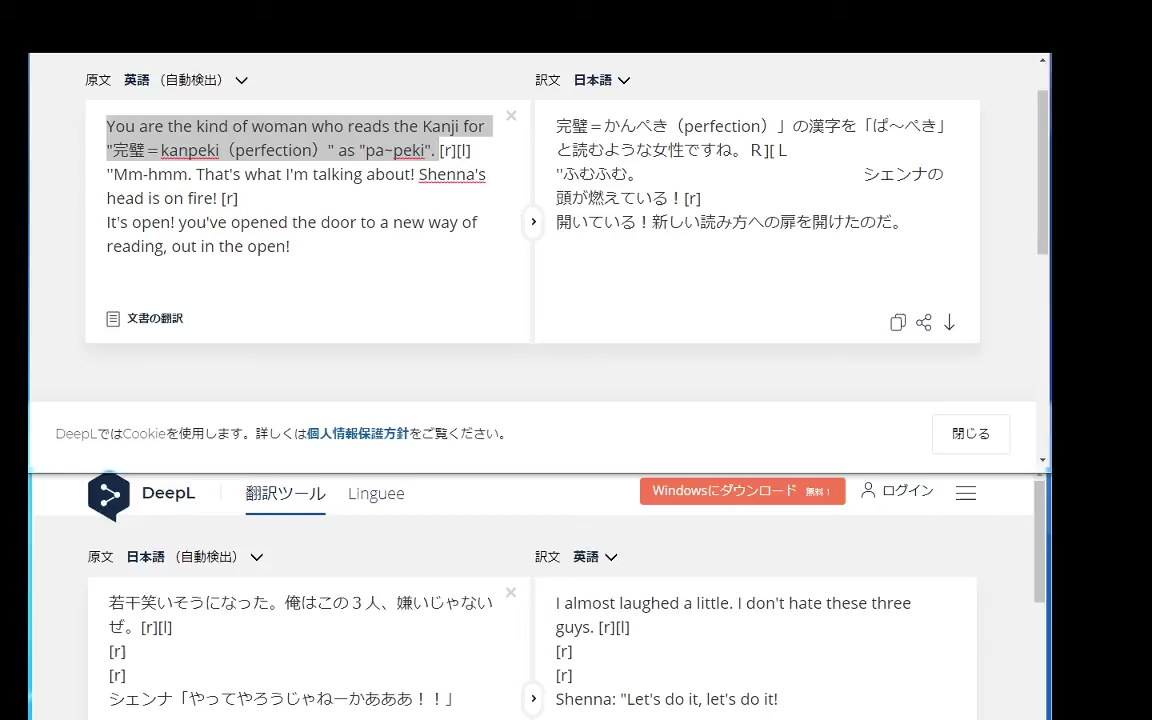 原文 英語 （自動検出）
訳文 日本語
You are the kind of woman who reads the Kanji for
"完璧＝kanpeki（perfection）" as "pa~peki". [r][l]
"Mm-hmm. That's what I'm talking about! Shenna's
head is on fire! [r]
It's open! you've opened the door to a new way of
reading, out in the open!
完璧＝かんぺき（perfection）」の漢字を「ぱ〜ぺき」
と読むような女性ですね。Ｒ][Ｌ
"ふむふむ。 シェンナの
頭が燃えている！[r]
開いている！新しい読み方への扉を開けたのだ。
文書の翻訳
DeepLではCookieを使用します。詳しくは個人情報保護方針をご覧ください。
閉じる
DeepL 翻訳ツール Linguee
Windowsにダウンロード 無料！ ログイン
原文 日本語 （自動検出）
訳文 英語
若干笑いそうになった。俺はこの３人、嫌いじゃない
ぜ。[r][l]
[r]
[r]
シェンナ「やってやろうじゃねーかあああ！！」
I almost laughed a little. I don't hate these three
guys. [r][l]
[r]
[r]
Shenna: "Let's do it, let's do it!